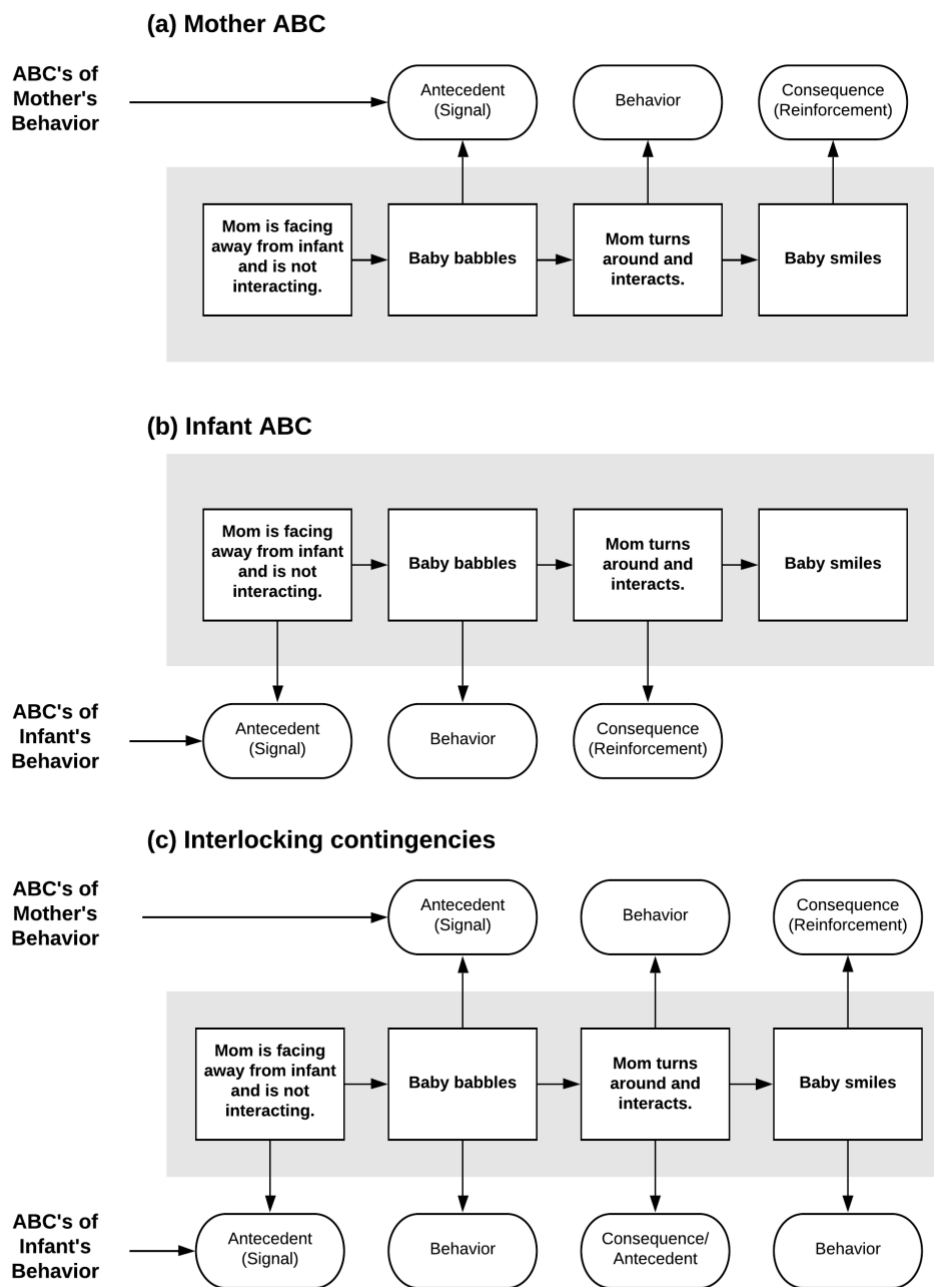 (a) Mother ABC
ABC's of
Mother's
Behavior
Antecedent
(Signal)
Behavior
Consequence
(Reinforcement)
Mom is facing
away from infant
and is not
interacting.
Baby babbles
Mom turns
around and
interacts.
Baby smiles
(b) Infant ABC
Mom is facing
away from infant
and is not
interacting.
Baby babbles
Mom turns
around and
interacts.
Baby smiles
ABC's of
Infant's
Behavior
Antecedent
(Signal)
Behavior
Consequence
(Reinforcement)
(c) Interlocking contingencies
ABC's of
Mother's
Behavior
Antecedent
(Signal)
Behavior
Consequence
(Reinforcement)
Mom is facing
away from infant
and is not
interacting.
Baby babbles
Mom turns
around and
interacts.
Baby smiles
ABC's of
Infant's
Behavior
Antecedent
(Signal)
Behavior
Consequence/
Antecedent
Behavior